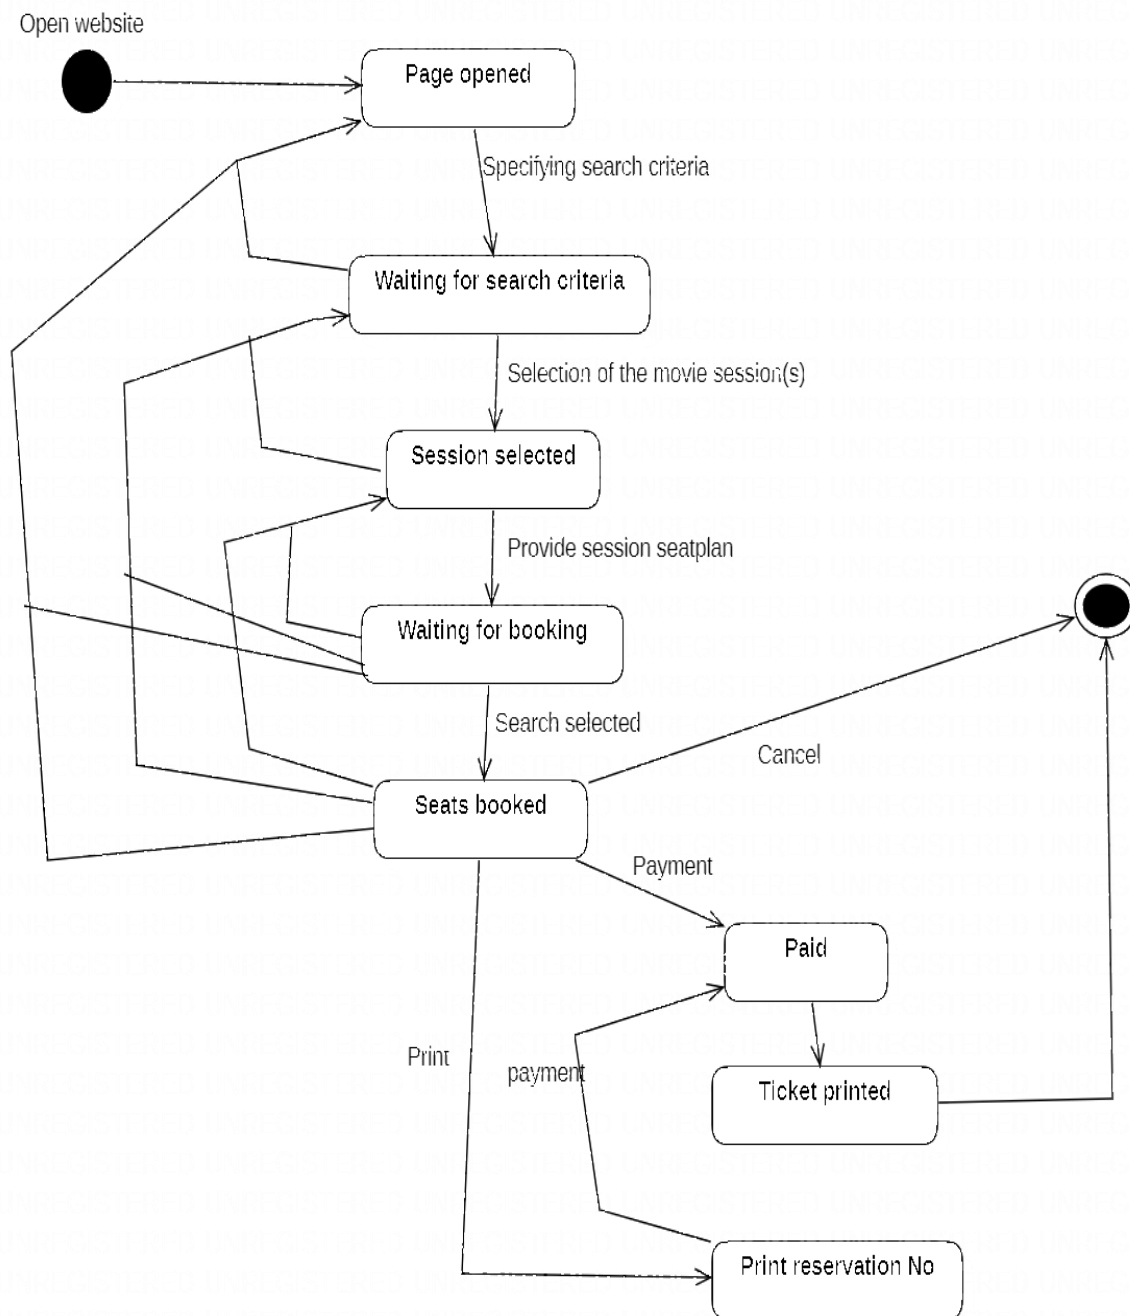 Open website
Page opened
Specifying search criteria
Waiting for search criteria
Selection of the movie session(s)
Session selected
Provide session seatplan
Waiting for booking
Search selected
Cancel
Seats booked
Payment
Paid
Print
payment
Ticket printed
Print reservation No